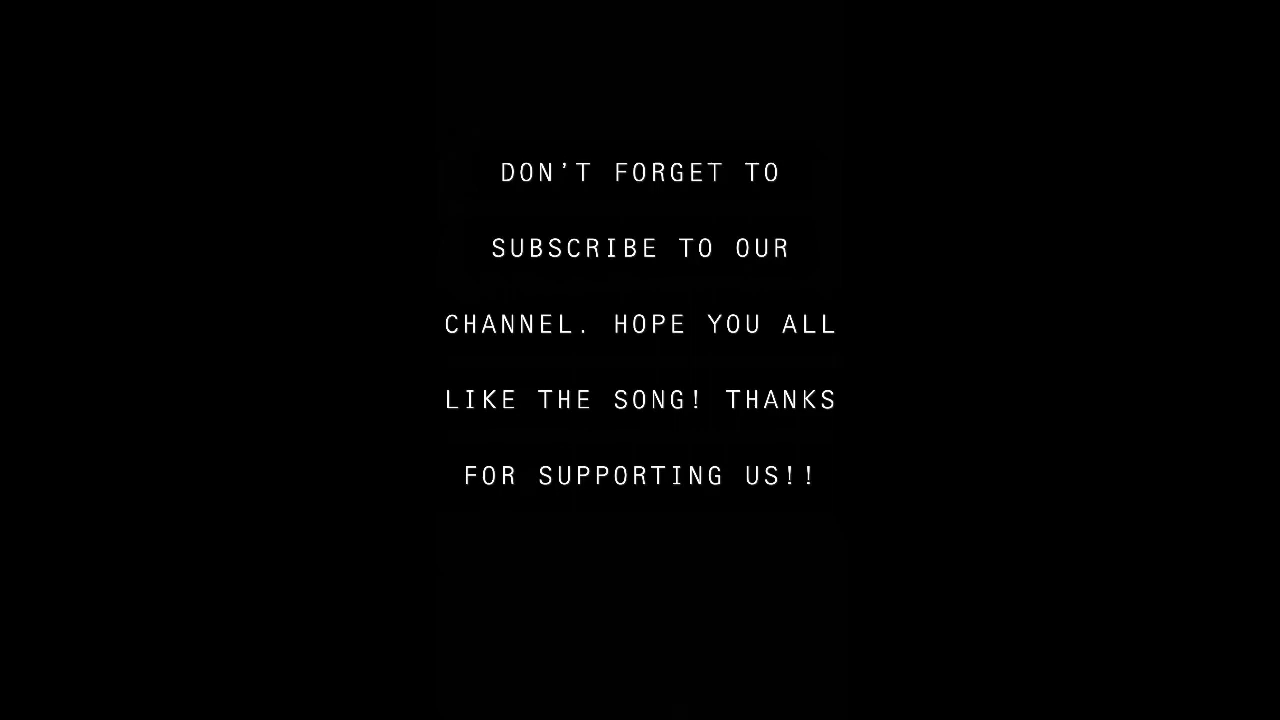 DON'T FORGET TO
SUBSCRIBE TO OUR
CHANNEL. HOPE YOU ALL
LIKE THE SONG! THANKS
FOR SUPPORTING US!!